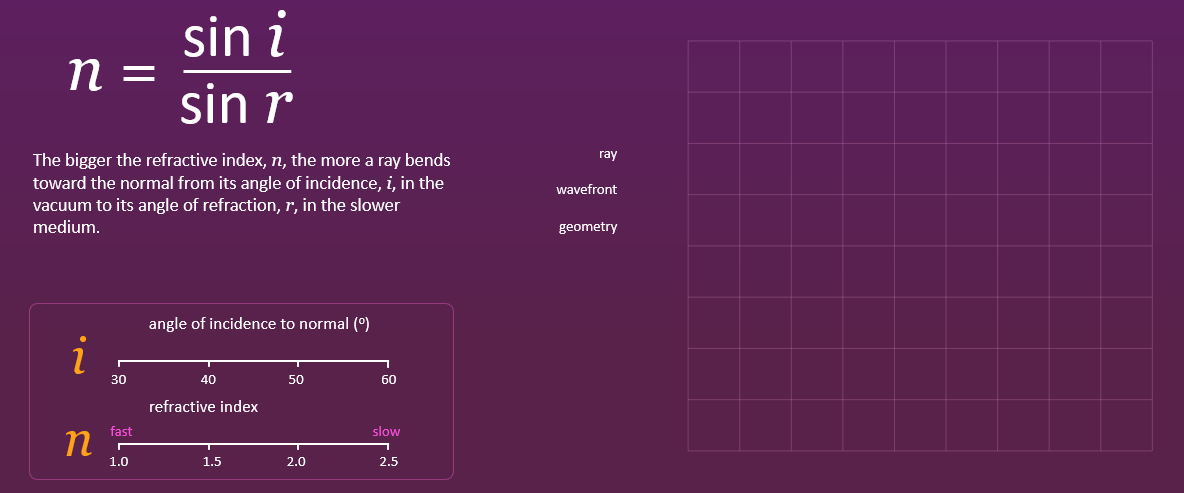 n = sin i / sin r
The bigger the refractive index, n, the more a ray bends
toward the normal from its angle of incidence, i, in the
vacuum to its angle of refraction, r, in the slower
medium.
ray
wavefront
geometry
angle of incidence to normal (º)
i
30 40 50 60
refractive index
n
fast slow
1.0 1.5 2.0 2.5